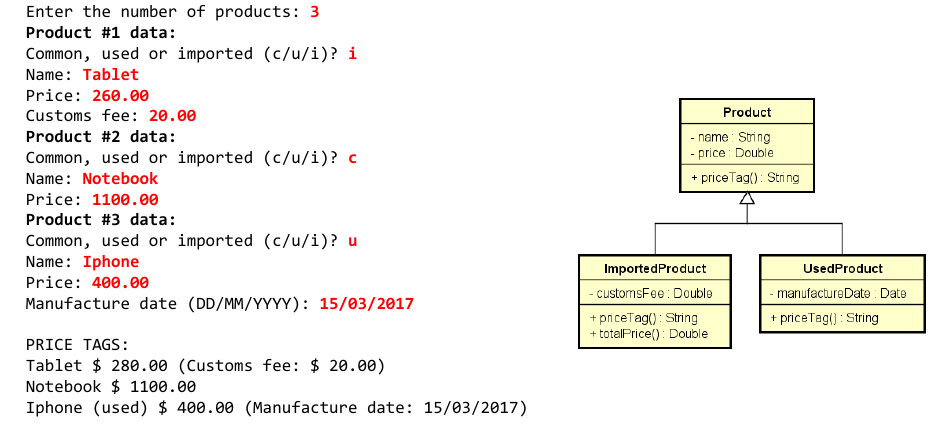 Enter the number of products: 3
Product #1 data:
Common, used or imported (c/u/i)? i
Name: Tablet
Price: 260.00
Customs fee: 20.00
Product #2 data:
Common, used or imported (c/u/i)? c
Name: Notebook
Price: 1100.00
Product #3 data:
Common, used or imported (c/u/i)? u
Name: Iphone
Price: 400.00
Manufacture date (DD/MM/YYYY): 15/03/2017
PRICE TAGS:
Tablet $ 280.00 (Customs fee: $ 20.00)
Notebook $ 1100.00
Iphone (used) $ 400.00 (Manufacture date: 15/03/2017)
Product
- name : String
- price : Double
+ priceTag() : String
ImportedProduct
- customsFee : Double
+ priceTag() : String
+ totalPrice() : Double
UsedProduct
- manufactureDate : Date
+ priceTag() : String